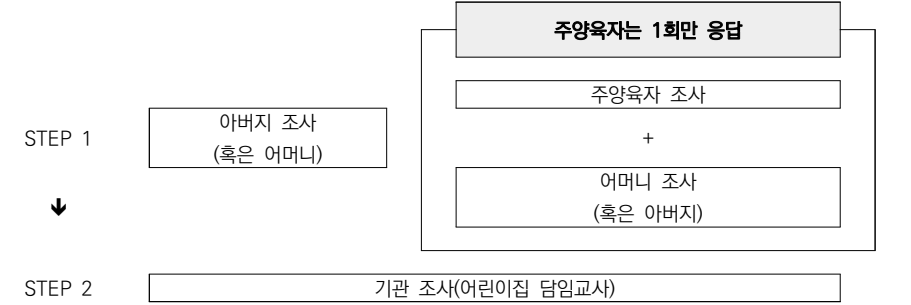 주양육자는 1회만 응답
주양육자 조사
STEP 1
아버지 조사
(혹은 어머니)
+
어머니 조사
(혹은 아버지)
STEP 2
기관 조사(어린이집 담임교사)